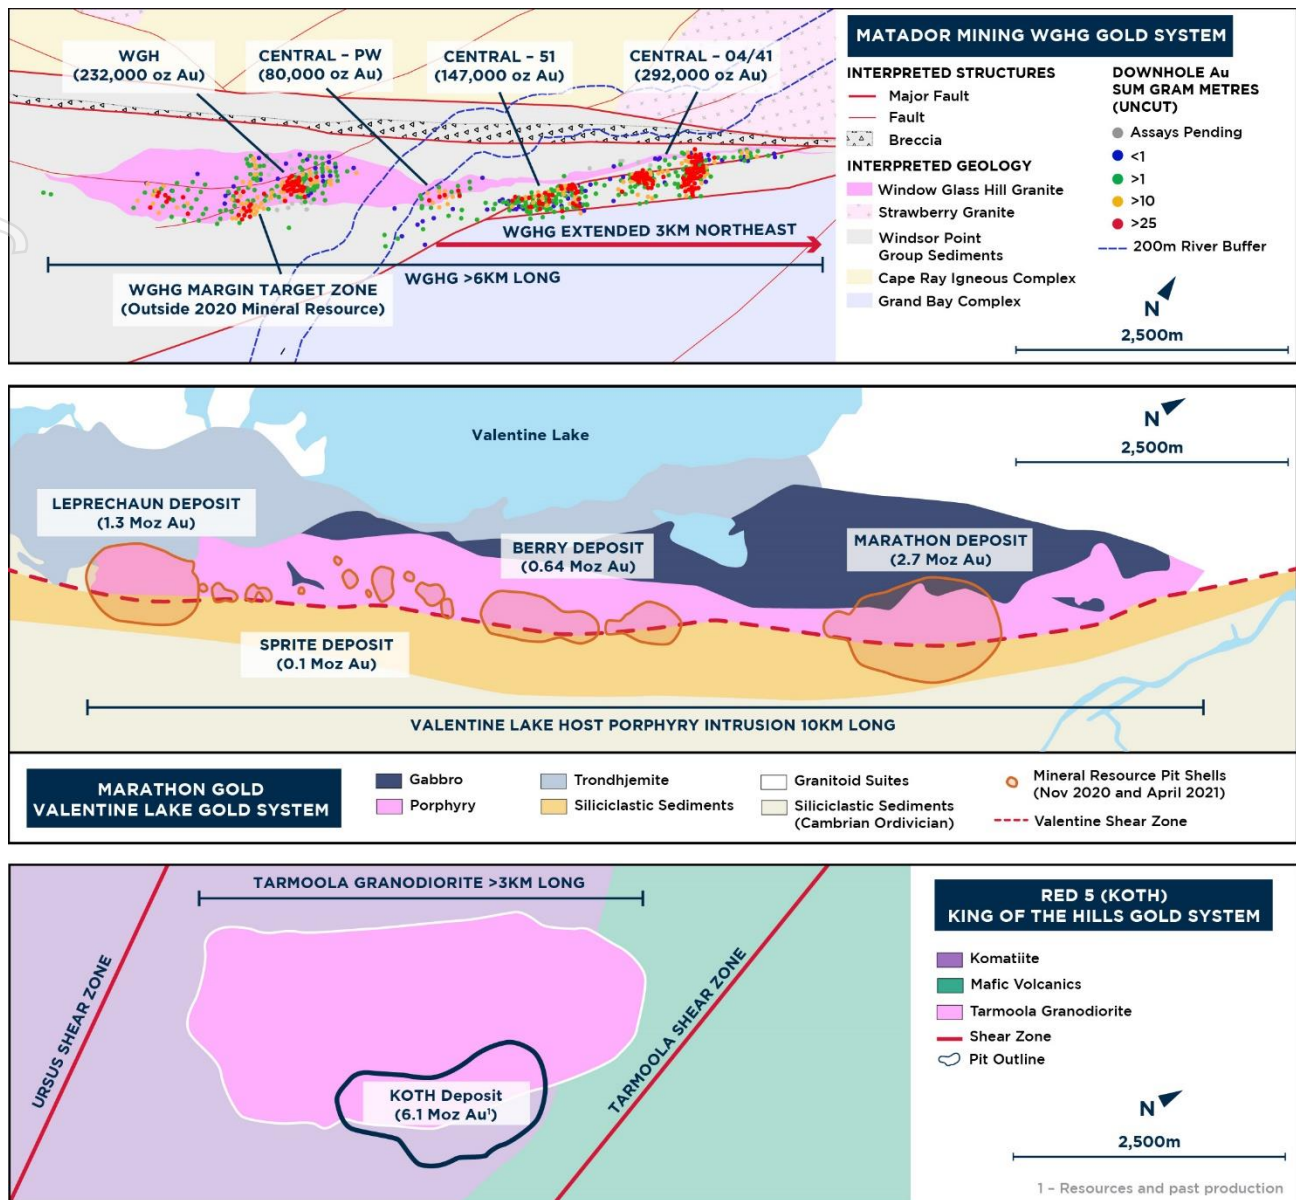 WGH
(232,000 oz Au)
CENTRAL – PW
(80,000 oz Au)
CENTRAL – 51
(147,000 oz Au)
CENTRAL – 04/41
(292,000 oz Au)
WGHG EXTENDED 3KM NORTHEAST
WGHG >6KM LONG
WGHG MARGIN TARGET ZONE
(Outside 2020 Mineral Resource)
MATADOR MINING WGHG GOLD SYSTEM
INTERPRETED STRUCTURES
Major Fault
Fault
Breccia
INTERPRETED GEOLOGY
Window Glass Hill Granite
Strawberry Granite
Windsor Point
Group Sediments
Cape Ray Igneous Complex
Grand Bay Complex
DOWNHOLE Au
SUM GRAM METRES
(UNCUT)
Assays Pending
<1
>1
>10
>25
200m River Buffer
N
2,500m
Valentine Lake
N
2,500m
LEPRECHAUN DEPOSIT
(1.3 Moz Au)
BERRY DEPOSIT
(0.64 Moz Au)
MARATHON DEPOSIT
(2.7 Moz Au)
SPRITE DEPOSIT
(0.1 Moz Au)
VALENTINE LAKE HOST PORPHYRY INTRUSION 10KM LONG
MARATHON GOLD
VALENTINE LAKE GOLD SYSTEM
Gabbro
Porphyry
Trondhjemite
Siliciclastic Sediments
Granitoid Suites
Siliciclastic Sediments
(Cambrian Ordivician)
Mineral Resource Pit Shells
(Nov 2020 and April 2021)
Valentine Shear Zone
TARMOOLA GRANODIORITE >3KM LONG
URSUS SHEAR ZONE
TARMOOLA SHEAR ZONE
KOTH Deposit
(6.1 Moz Au¹)
RED 5 (KOTH)
KING OF THE HILLS GOLD SYSTEM
Komatiite
Mafic Volcanics
Tarmoola Granodiorite
Shear Zone
Pit Outline
N
2,500m
1 – Resources and past production